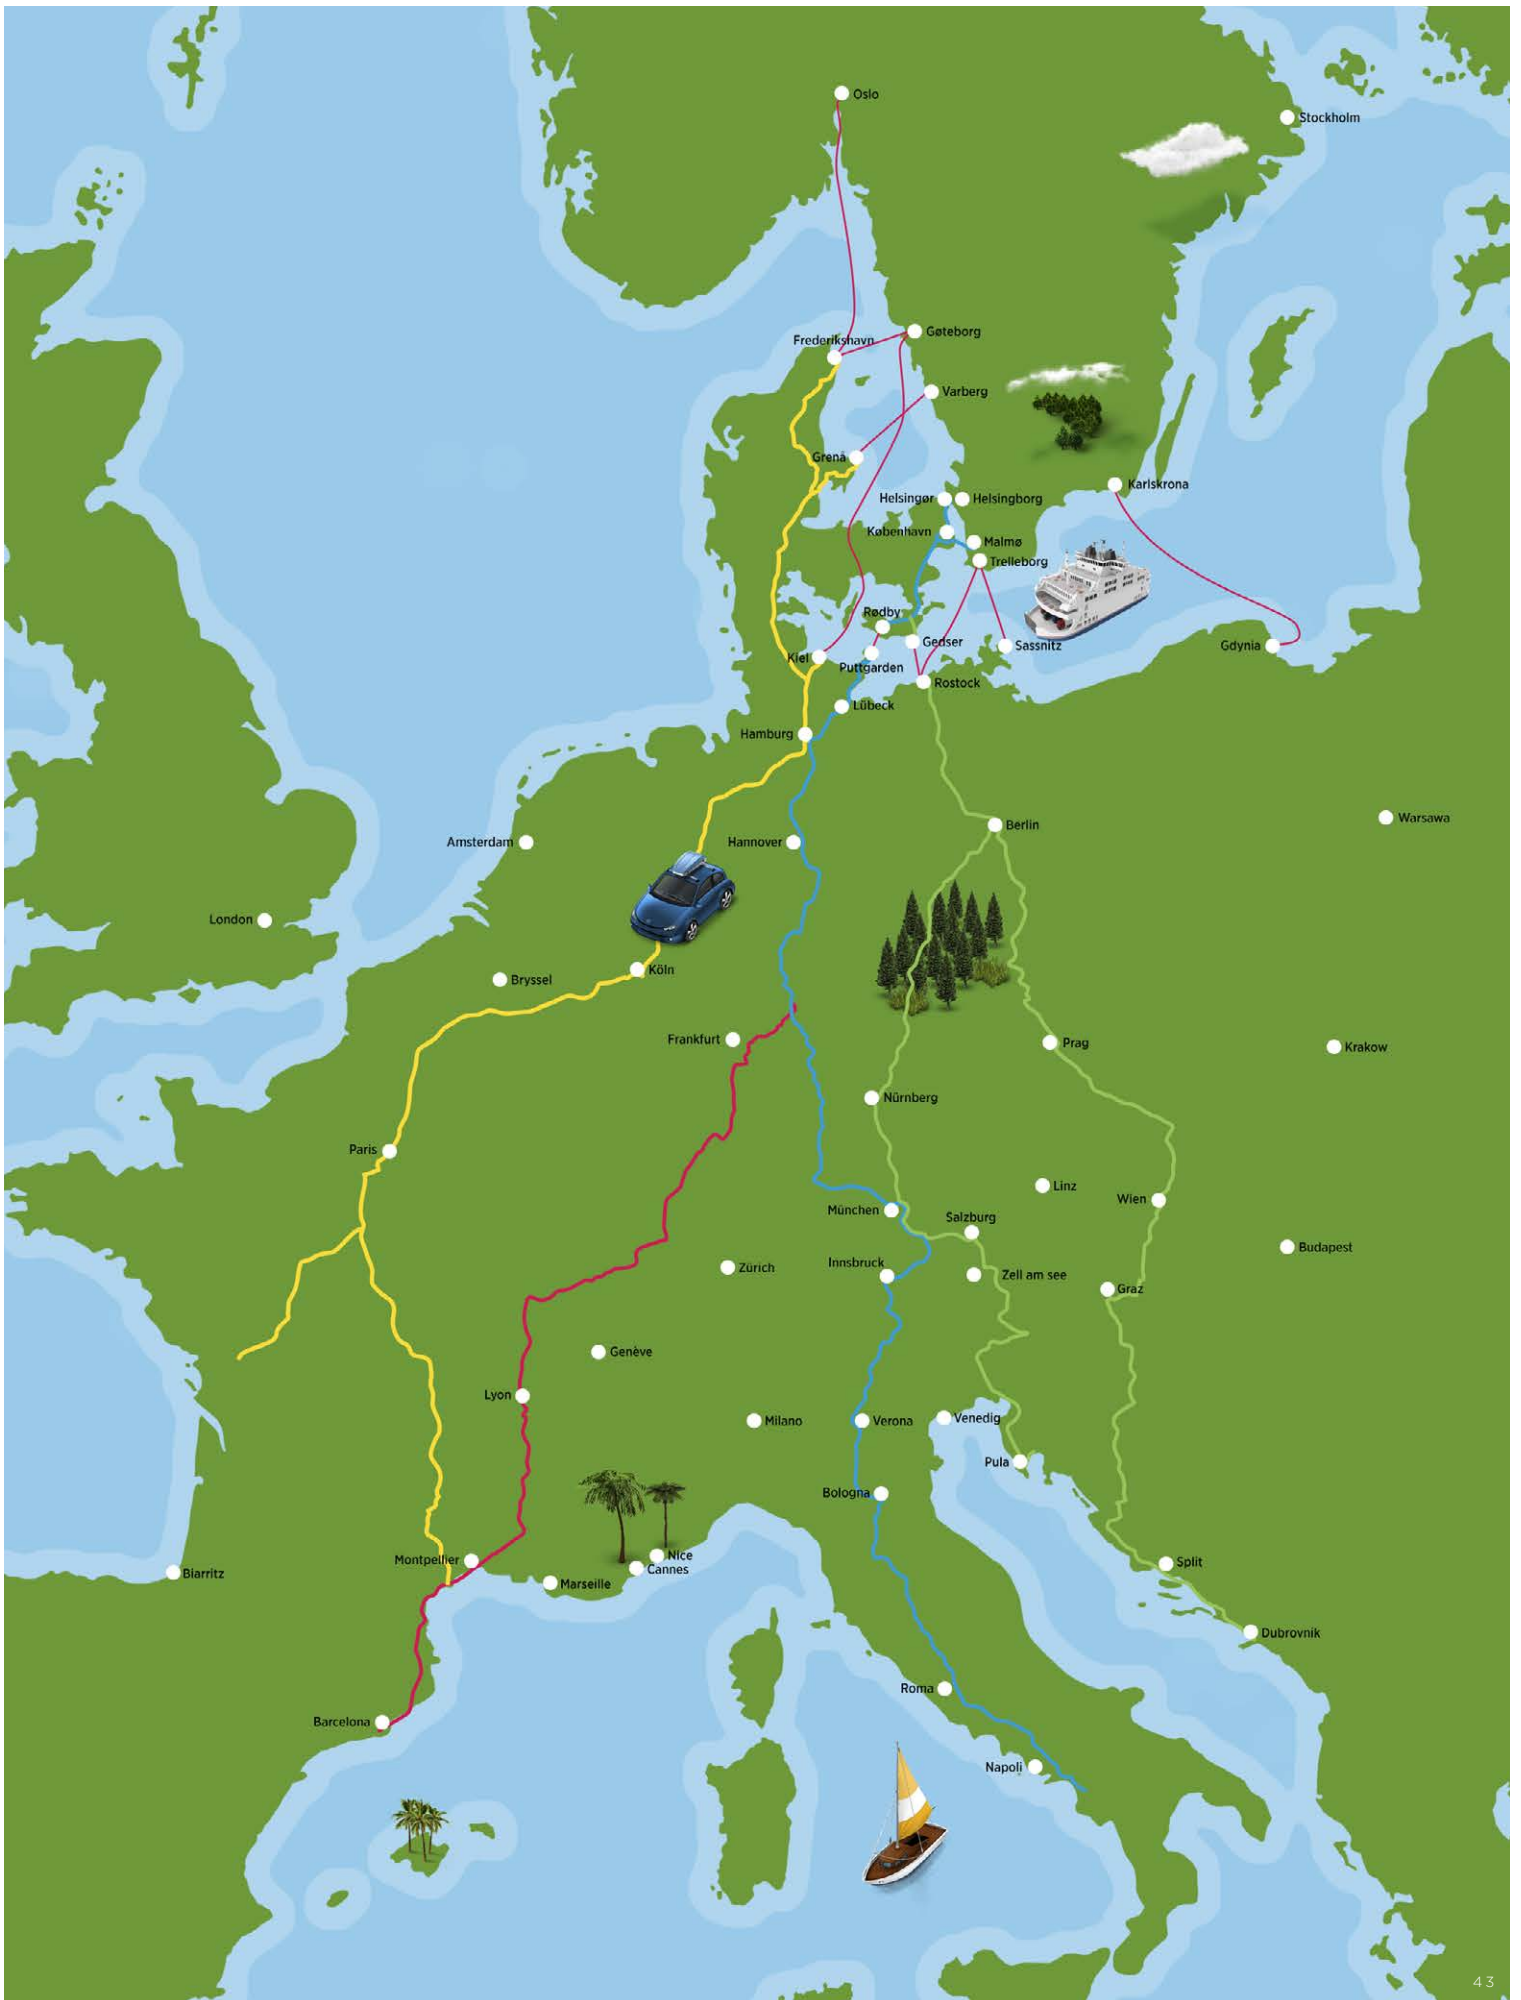 Oslo
Stockholm
Gøteborg
Frederikshavn
Varberg
Grenå
Karlskrona
Helsingør
Helsingborg
København
Malmø
Trelleborg
Rødby
Gedser
Sassnitz
Gdynia
Kiel
Puttgarden
Rostock
Lübeck
Hamburg
Warsawa
Berlin
Amsterdam
Hannover
London
Köln
Bryssel
Frankfurt
Prag
Krakow
Nürnberg
Paris
Linz
Wien
München
Salzburg
Budapest
Innsbruck
Zürich
Zell am see
Graz
Genève
Lyon
Milano
Verona
Venedig
Pula
Bologna
Nice
Montpellier
Split
Cannes
Biarritz
Marseille
Dubrovnik
Roma
Barcelona
Napoli
43